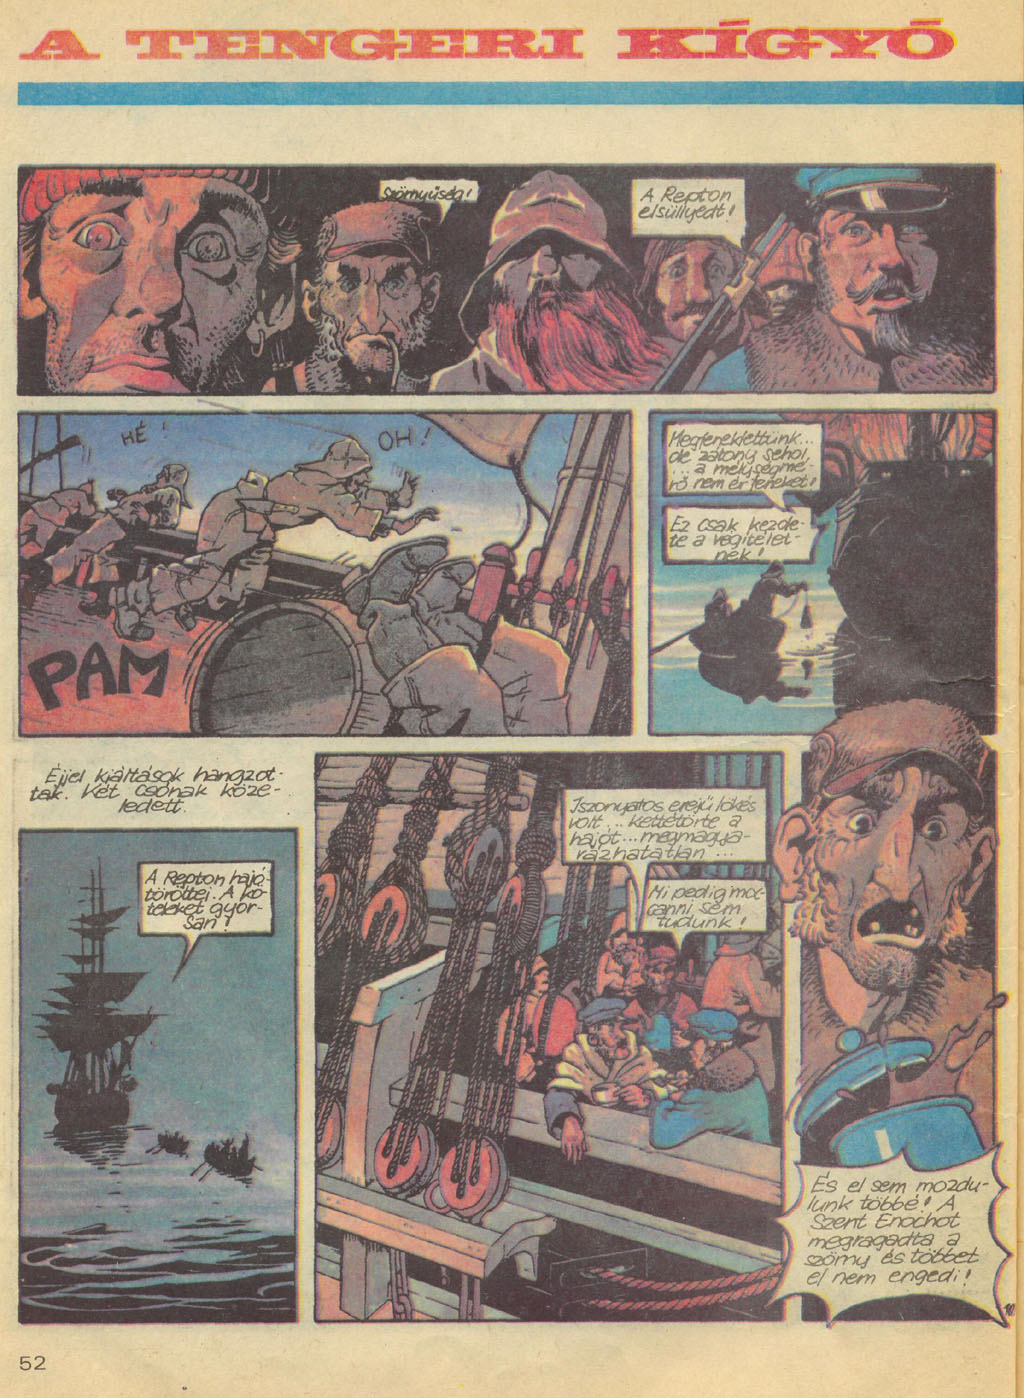 A TENGERI KÍGYÓ
Szörnyűség!
A Repton
elsüllyedt!
HÉ!
OH!
PAM
Megfeneklettünk...
de zátony sehol,
... a mélységmé-
rő nem ér feneket!
Ez csak kezde-
te a végítélet-
nek!
Éjjel kiáltások hangzot-
tak. Két csónak köze-
ledett.
A Repton hajó-
töröttei. A kö-
teleket gyor-
san!
Iszonyatos erejű lökés
volt... kettétörte a
hajót... megmagya-
rázhatatlan...
Mi pedig moc-
canni sem
tudunk!
És el sem mozdu-
lunk többé! A
Szent Enochot
megragadta a
szörny és többet
el nem engedi!
10
52